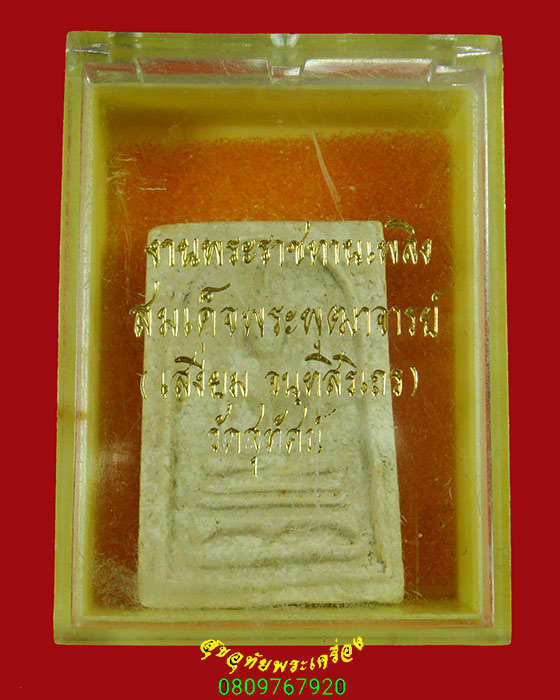 งานพระราชทานเพลิง
สมเด็จพระพุฒาจารย์
(เสงี่ยม จนฺทสิริเถร)
วัดสุทัศน์
สุขอุทัยพระเครื่อง
0809767920